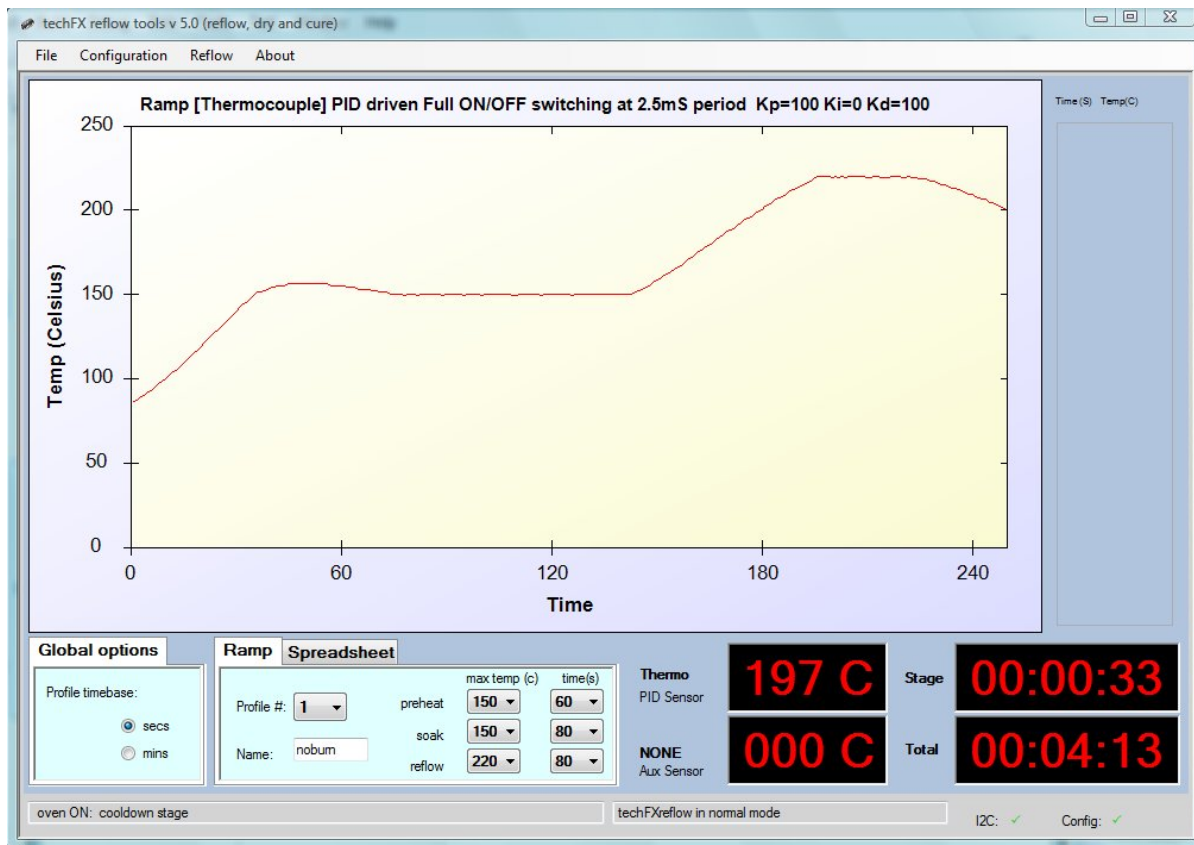 techFX reflow tools v 5.0 (reflow, dry and cure)
File Configuration Reflow About
Ramp [Thermocouple] PID driven Full ON/OFF switching at 2.5mS period Kp=100 Ki=0 Kd=100
Time (S) Temp(C)
250
200
150
100
50
0
Temp (Celsius)
0 60 120 180 240
Time
Global options
Profile timebase:
secs
mins
Ramp Spreadsheet
max temp (c) time(s)
Profile #: 1 preheat 150 60
soak 150 80
Name: noburn reflow 220 80
Thermo
PID Sensor
197 C
Stage 00:00:33
NONE
Aux Sensor
000 C
Total 00:04:13
oven ON: cooldown stage
techFXreflow in normal mode
I2C: ✓ Config: ✓